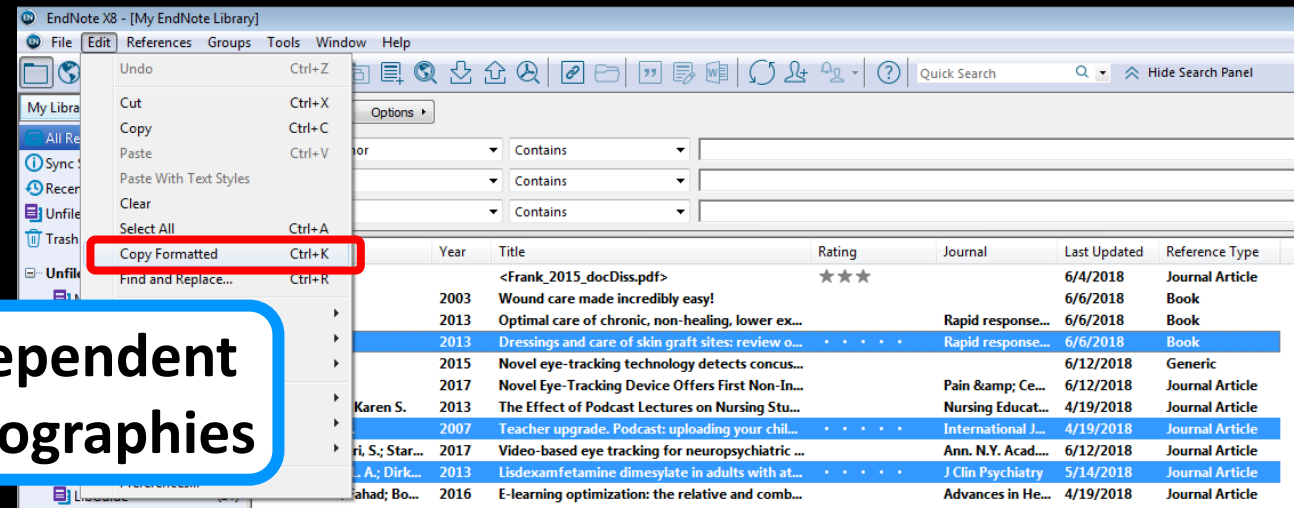 EndNote X8 - [My EndNote Library]
File Edit References Groups Tools Window Help
Quick Search Hide Search Panel
My Libra
Options
All Re
Sync S
Recen
Unfile
Trash
Unfile
Undo Ctrl+Z
Cut Ctrl+X
Copy Ctrl+C
Paste Ctrl+V
Paste With Text Styles
Clear
Select All Ctrl+A
Copy Formatted Ctrl+K
Find and Replace... Ctrl+R
Contains
Contains
Contains
Year Title Rating Journal Last Updated Reference Type
<Frank_2015_docDiss.pdf> ★★★ 6/4/2018 Journal Article
2003 Wound care made incredibly easy! 6/6/2018 Book
2013 Optimal care of chronic, non-healing, lower ex... Rapid response... 6/6/2018 Book
2013 Dressings and care of skin graft sites: review o... Rapid response... 6/6/2018 Book
2015 Novel eye-tracking technology detects concus... 6/12/2018 Generic
2017 Novel Eye-Tracking Device Offers First Non-In... Pain &amp; Ce... 6/12/2018 Journal Article
Karen S. 2013 The Effect of Podcast Lectures on Nursing Stu... Nursing Educat... 4/19/2018 Journal Article
2007 Teacher upgrade. Podcast: uploading your chil... International J... 4/19/2018 Journal Article
ri, S.; Star... 2017 Video-based eye tracking for neuropsychiatric ... Ann. N.Y. Acad.... 6/12/2018 Journal Article
A.; Dirk... 2013 Lisdexamfetamine dimesylate in adults with at... J Clin Psychiatry 5/14/2018 Journal Article
ahad; Bo... 2016 E-learning optimization; the relative and comb... Advances in He... 4/19/2018 Journal Article
ependent
ographies